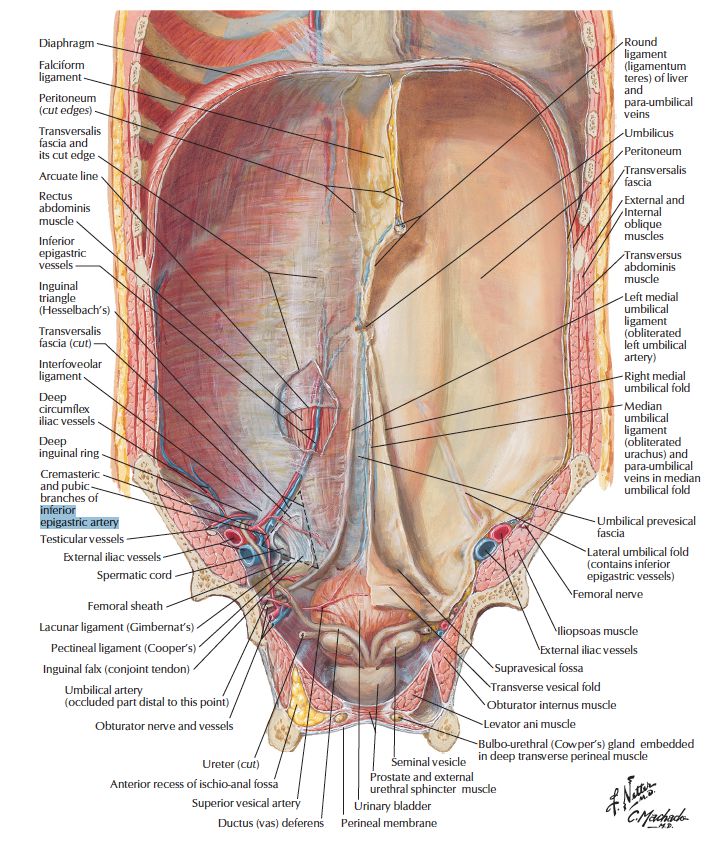 Diaphragm
Falciform
ligament
Peritoneum
(cut edges)
Transversalis
fascia and
its cut edge
Arcuate line
Rectus
abdominis
muscle
Inferior
epigastric
vessels
Inguinal
triangle
(Hesselbach's)
Transversalis
fascia (cut)
Interfoveolar
ligament
Deep
circumflex
iliac vessels
Deep
inguinal ring
Cremasteric
and pubic
branches of
inferior
epigastric artery
Testicular vessels
External iliac vessels
Spermatic cord
Femoral sheath
Lacunar ligament (Gimbernat's)
Pectineal ligament (Cooper's)
Inguinal falx (conjoint tendon)
Umbilical artery
(occluded part distal to this point)
Obturator nerve and vessels
Ureter (cut)
Anterior recess of ischio-anal fossa
Superior vesical artery
Ductus (vas) deferens
Perineal membrane
Urinary bladder
Prostate and external
urethral sphincter muscle
Seminal vesicle
Round
ligament
(ligamentum
teres) of liver
and
para-umbilical
veins
Umbilicus
Peritoneum
Transversalis
fascia
External and
Internal
oblique
muscles
Transversus
abdominis
muscle
Left medial
umbilical
ligament
(obliterated
left umbilical
artery)
Right medial
umbilical fold
Median
umbilical
ligament
(obliterated
urachus) and
para-umbilical
veins in median
umbilical fold
Umbilical prevesical
fascia
Lateral umbilical fold
(contains inferior
epigastric vessels)
Femoral nerve
Iliopsoas muscle
External iliac vessels
Supravesical fossa
Transverse vesical fold
Obturator internus muscle
Levator ani muscle
Bulbo-urethral (Cowper's) gland embedded
in deep transverse perineal muscle
F. Netter
M.D.
C. Machado
M.D.